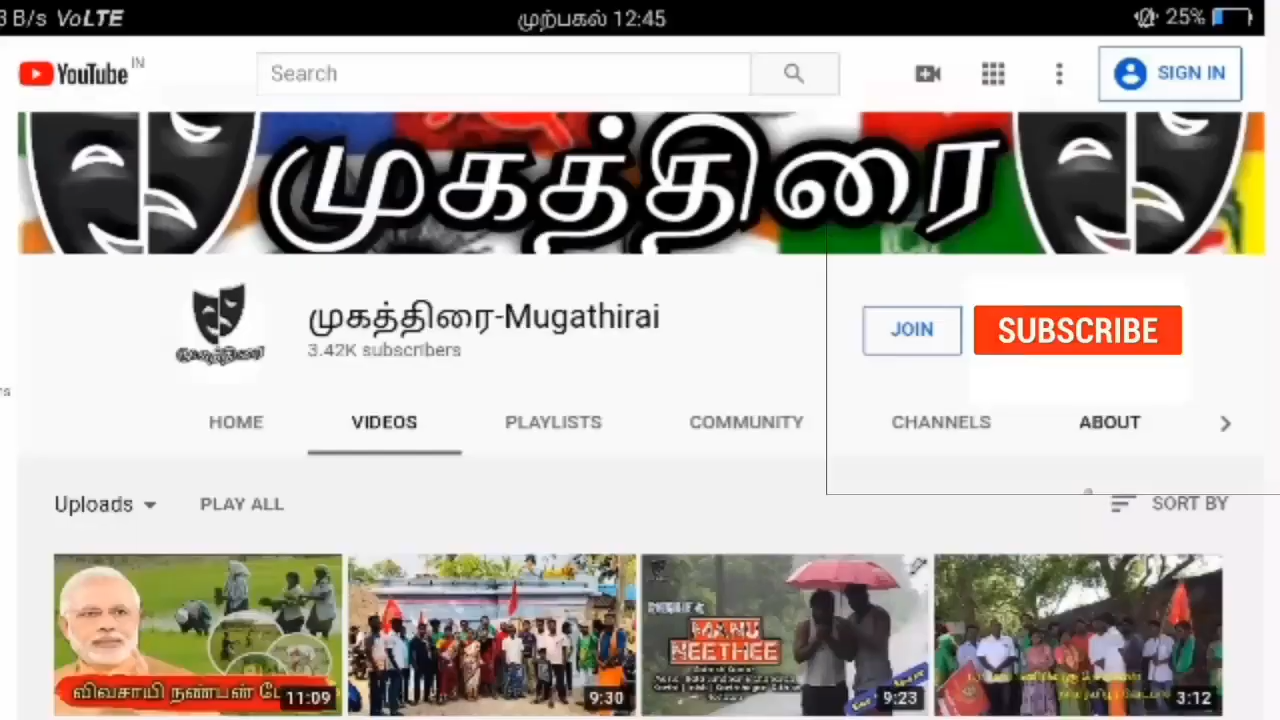 3 B/s VoLTE முற்பகல் 12:45 25%
YouTube IN Search SIGN IN
முகத்திரை
முகத்திரை-Mugathirai
3.42K subscribers
JOIN SUBSCRIBE
முகத்திரை
HOME VIDEOS PLAYLISTS COMMUNITY CHANNELS ABOUT
Uploads PLAY ALL SORT BY
MANU
NEETHEE
விவசாயி நண்பன் 11:09 9:30 9:23 3:12